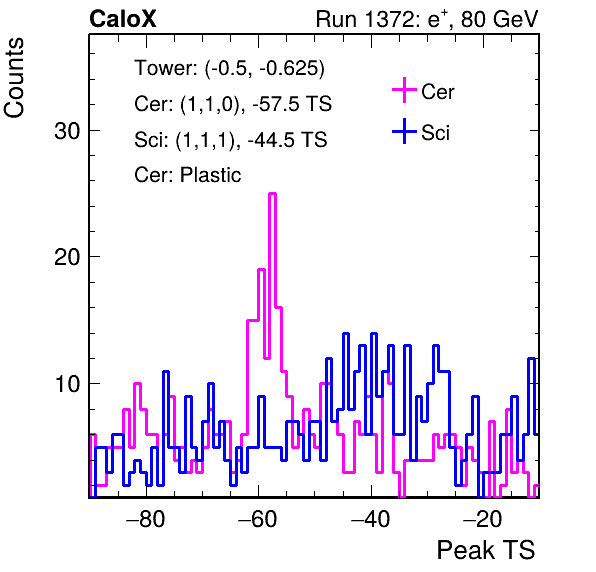 CaloX
Run 1372: e+, 80 GeV
Counts
Tower: (-0.5, -0.625)
Cer: (1,1,0), -57.5 TS
Sci: (1,1,1), -44.5 TS
Cer: Plastic
Cer
Sci
30
20
10
−80
−60
−40
−20
Peak TS